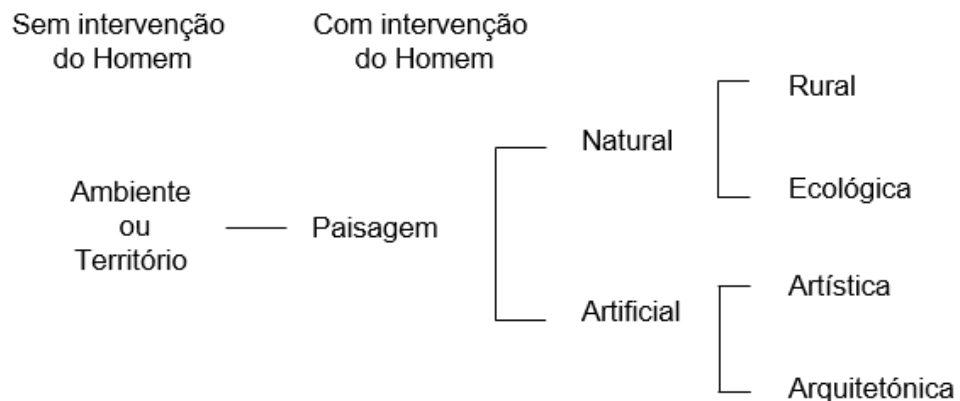 Sem intervenção
do Homem
Com intervenção
do Homem
Rural
Natural
Ecológica
Ambiente
ou
Território
Paisagem
Artística
Artificial
Arquitetónica